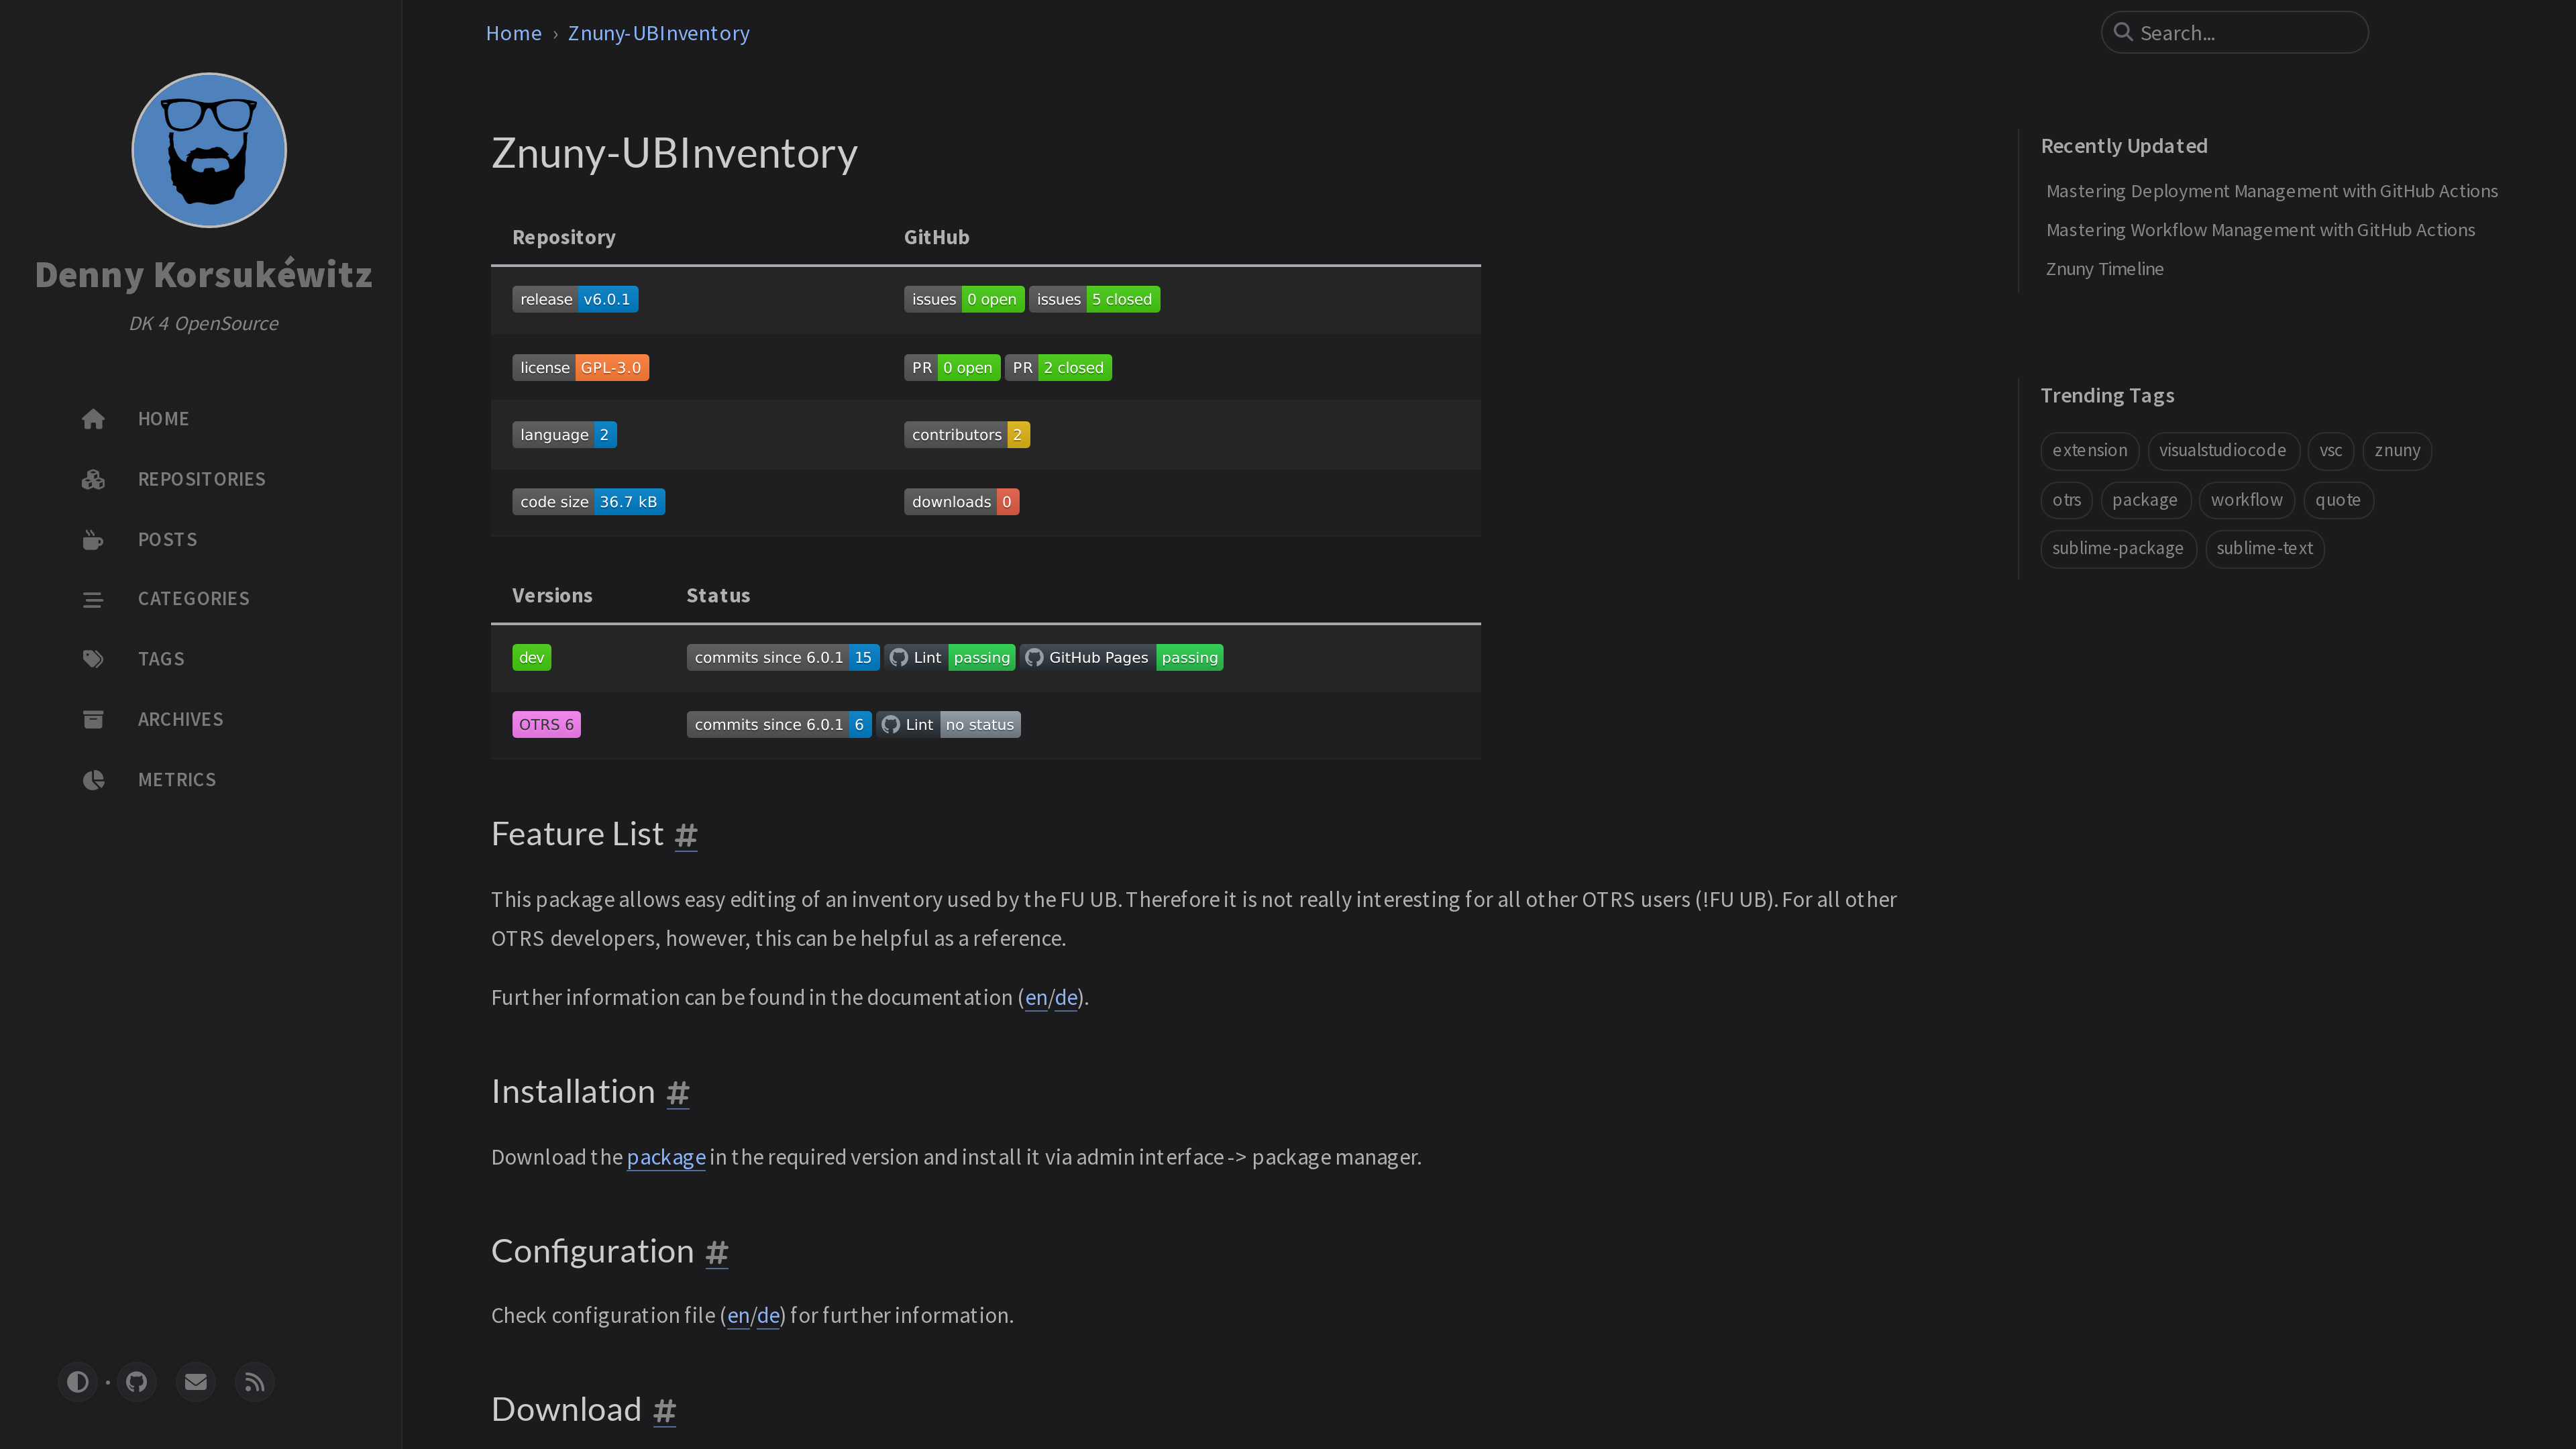 Denny Korsukéwitz
DK 4 OpenSource
HOME
REPOSITORIES
POSTS
CATEGORIES
TAGS
ARCHIVES
METRICS
Home › Znuny-UBInventory
Search...
Znuny-UBInventory
Repository GitHub
release v6.0.1 issues 0 open issues 5 closed
license GPL-3.0 PR 0 open PR 2 closed
language 2 contributors 2
code size 36.7 kB downloads 0
Versions Status
dev commits since 6.0.1 15 Lint passing GitHub Pages passing
OTRS 6 commits since 6.0.1 6 Lint no status
Feature List #
This package allows easy editing of an inventory used by the FU UB. Therefore it is not really interesting for all other OTRS users (!FU UB). For all other
OTRS developers, however, this can be helpful as a reference.
Further information can be found in the documentation (en/de).
Installation #
Download the package in the required version and install it via admin interface -> package manager.
Configuration #
Check configuration file (en/de) for further information.
Download #
Recently Updated
Mastering Deployment Management with GitHub Actions
Mastering Workflow Management with GitHub Actions
Znuny Timeline
Trending Tags
extension visualstudiocode vsc znuny
otrs package workflow quote
sublime-package sublime-text